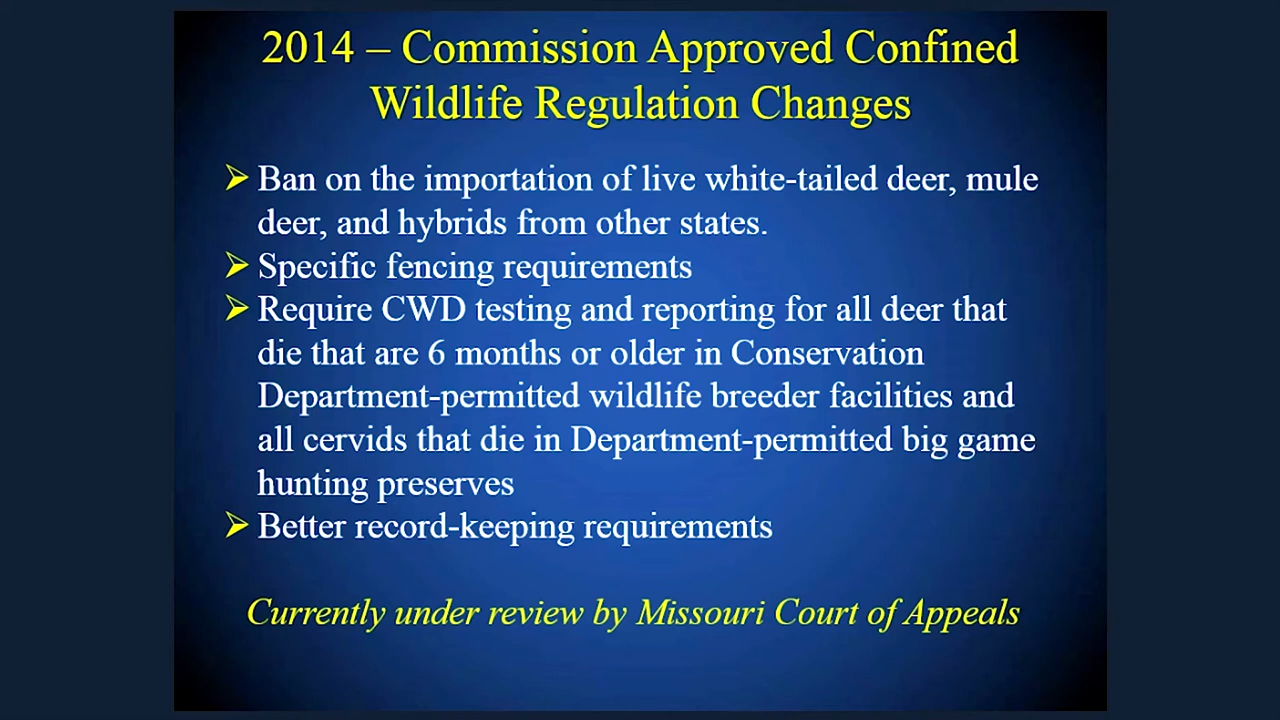 2014 – Commission Approved Confined
Wildlife Regulation Changes
➢ Ban on the importation of live white-tailed deer, mule
deer, and hybrids from other states.
➢ Specific fencing requirements
➢ Require CWD testing and reporting for all deer that
die that are 6 months or older in Conservation
Department-permitted wildlife breeder facilities and
all cervids that die in Department-permitted big game
hunting preserves
➢ Better record-keeping requirements
Currently under review by Missouri Court of Appeals